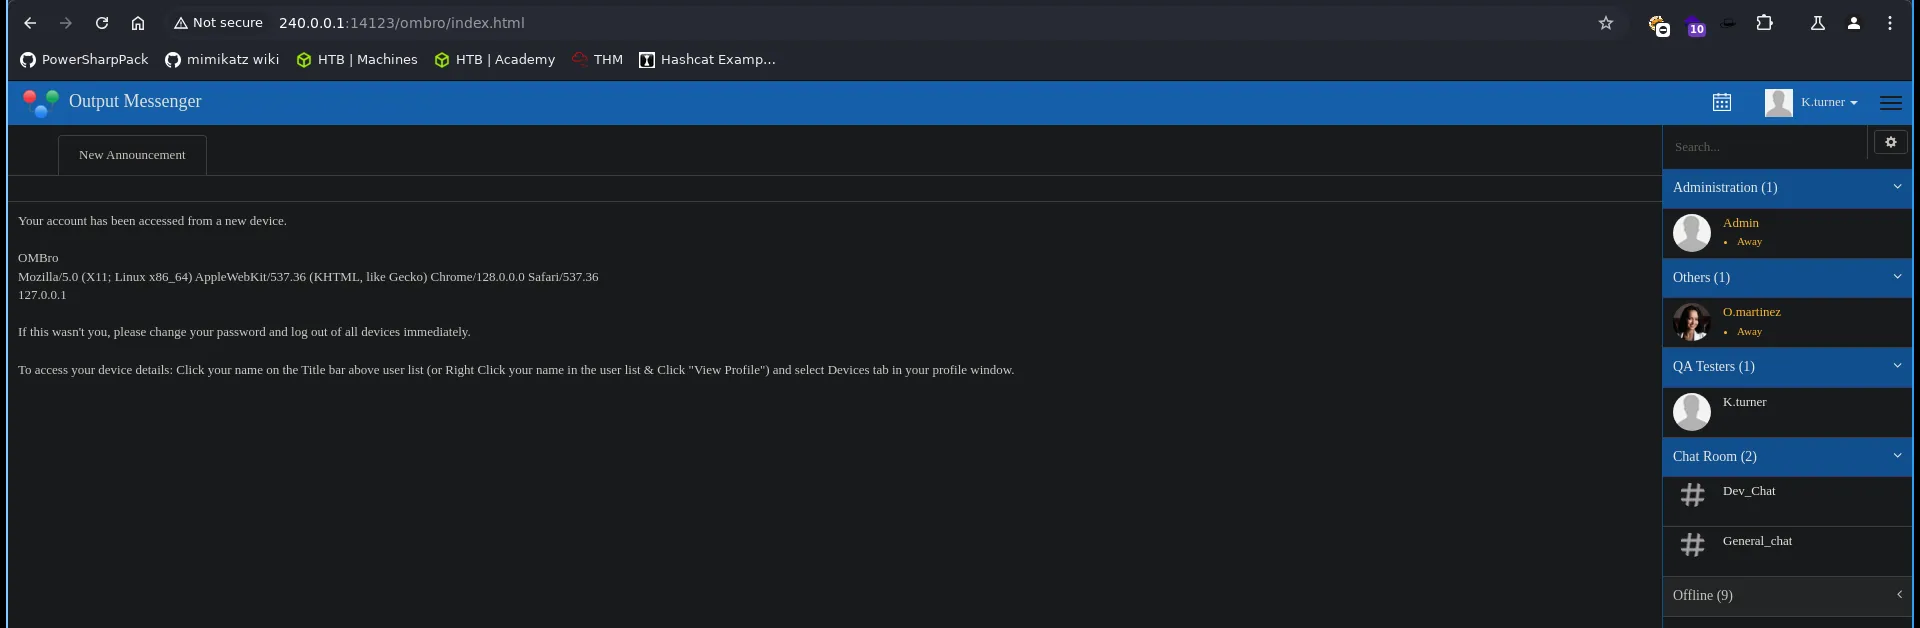 Not secure 240.0.0.1:14123/ombro/index.html
10
PowerSharpPack mimikatz wiki HTB | Machines HTB | Academy THM Hashcat Examp...
Output Messenger
K.turner
New Announcement
Search...
Your account has been accessed from a new device.
OMBro
Mozilla/5.0 (X11; Linux x86_64) AppleWebKit/537.36 (KHTML, like Gecko) Chrome/128.0.0.0 Safari/537.36
127.0.0.1
If this wasn't you, please change your password and log out of all devices immediately.
To access your device details: Click your name on the Title bar above user list (or Right Click your name in the user list & Click "View Profile") and select Devices tab in your profile window.
Administration (1)
Admin
Away
Others (1)
O.martinez
Away
QA Testers (1)
K.turner
Chat Room (2)
Dev_Chat
General_chat
Offline (9)